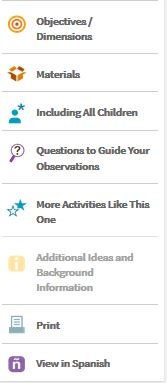 Objectives /
Dimensions
Materials
Including All Children
Questions to Guide Your
Observations
More Activities Like This
One
Additional Ideas and
Background
Information
Print
ñ View in Spanish